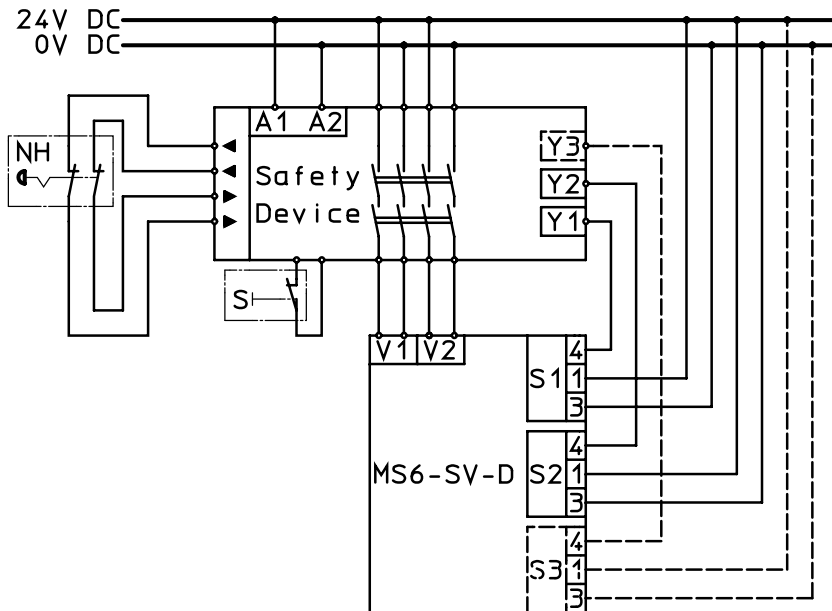 24V DC
0V DC
A1 A2
NH
Y3
Safety
Y2
Device
Y1
S
V1 V2
4
S1 1
3
4
MS6-SV-D S2 1
3
4
S3 1
3